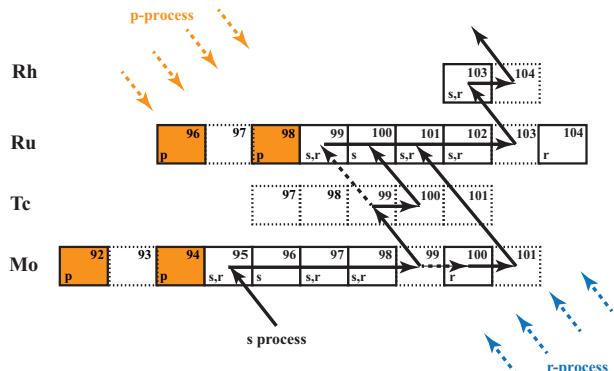 p-process
Rh
103
104
s,r
Ru
96
97
98
99
100
101
102
103
104
p
p
s,r
s
s,r
s,r
r
Tc
97
98
99
100
101
Mo
92
93
94
95
96
97
98
99
100
101
p
p
s,r
s
s,r
s,r
r
s process
r-process